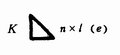 K n × l (e)